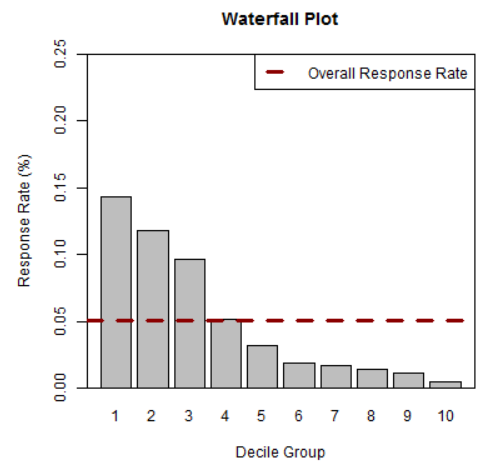 Waterfall Plot
Overall Response Rate
Response Rate (%)
0.25
0.20
0.15
0.10
0.05
0.00
1 2 3 4 5 6 7 8 9 10
Decile Group